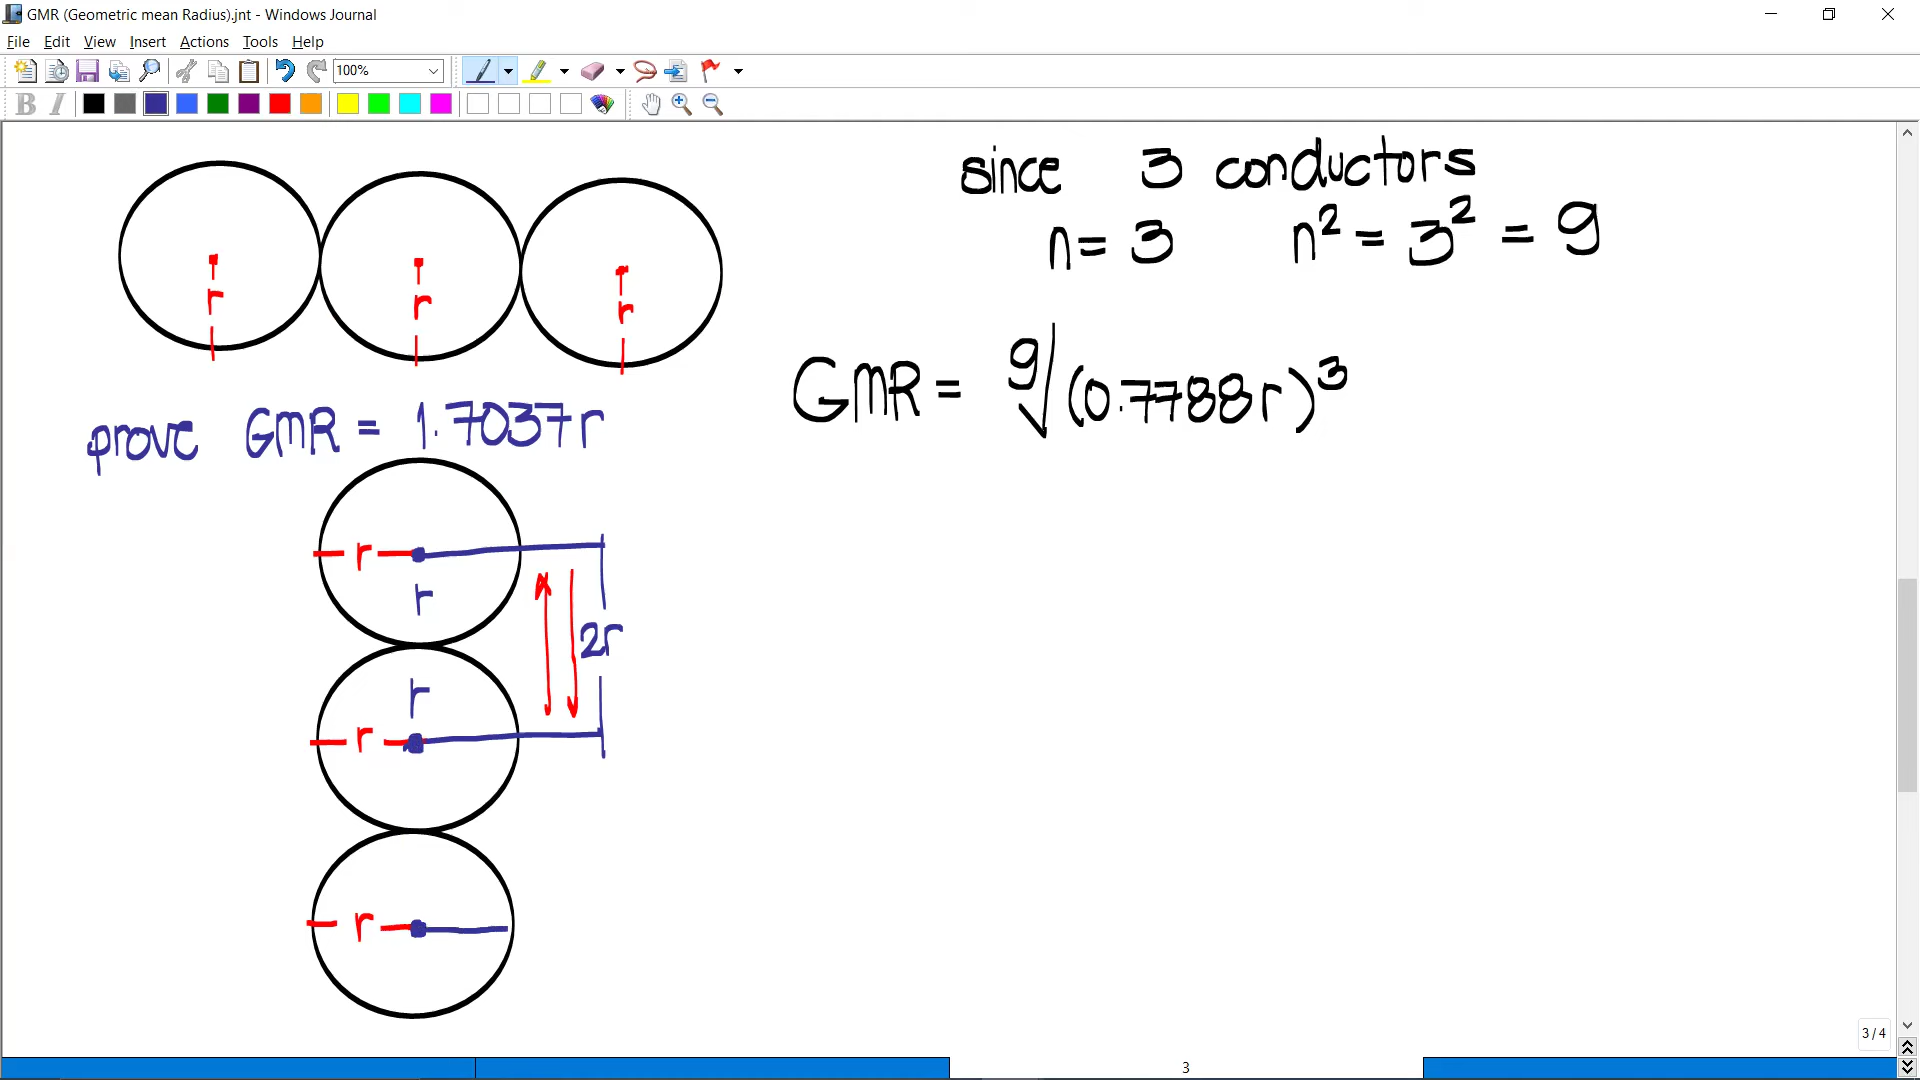 GMR (Geometric mean Radius).jnt - Windows Journal
File Edit View Insert Actions Tools Help
100%
B I
r r r
prove GMR = 1.7037r
r
r
2r
r
r
r
since 3 conductors
n = 3 n² = 3² = 9
GMR = ⁹√(0.7788r)³
3 / 4
3